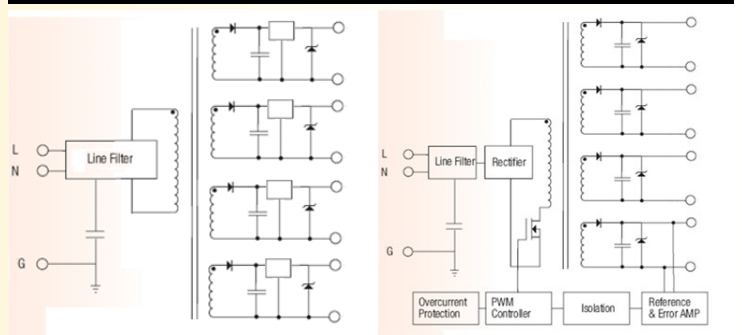 L
N
G
Line Filter
L
N
G
Line Filter
Rectifier
Overcurrent
Protection
PWM
Controller
Isolation
Reference
& Error AMP